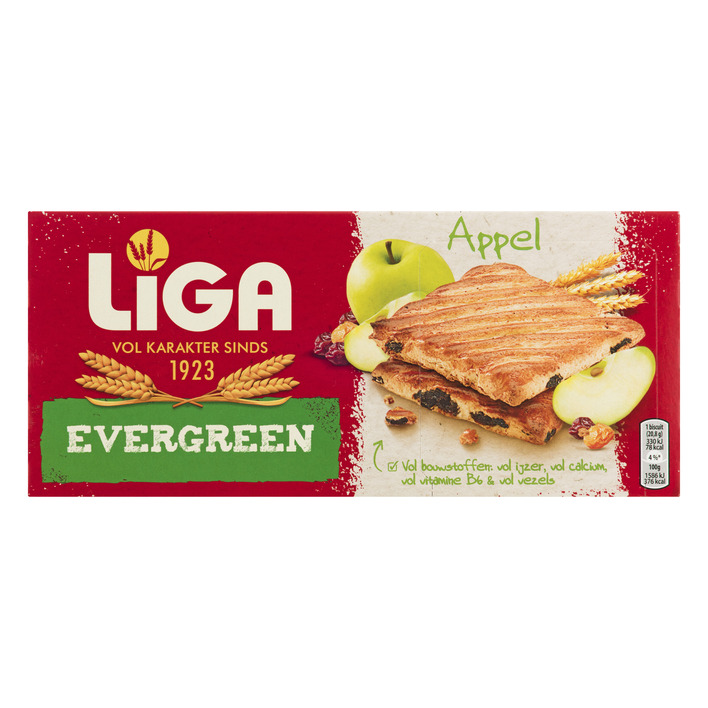 LiGA
VOL KARAKTER SINDS
1923
EVERGREEN
Appel
Vol bouwstoffen: vol ijzer, vol calcium,
vol vitamine B6 & vol vezels
1 biscuit
(20,8 g)
330 kJ
78 kcal
4 %*
100g
1586 kJ
376 kcal